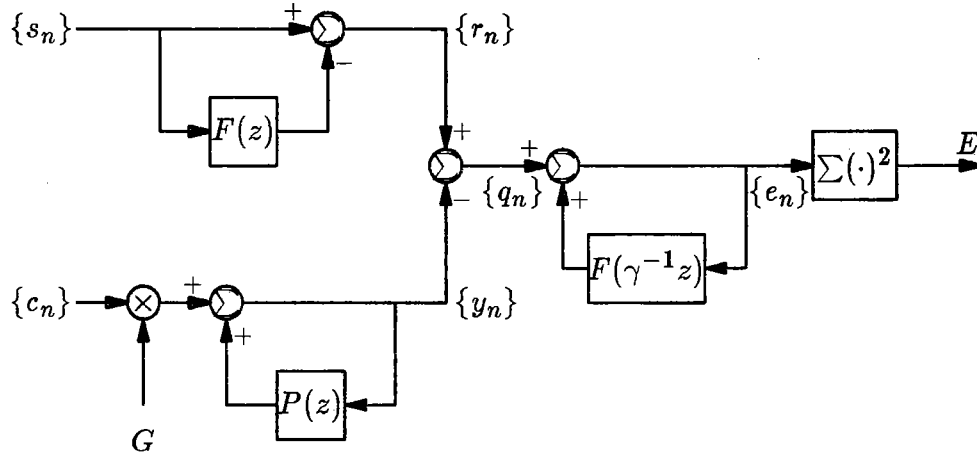 {s_n}
+
Σ
{r_n}
−
F(z)
+
Σ
−
{q_n}
+
Σ
+
{e_n}
Σ(·)²
E
F(γ⁻¹z)
{c_n}
×
+
Σ
+
{y_n}
P(z)
G